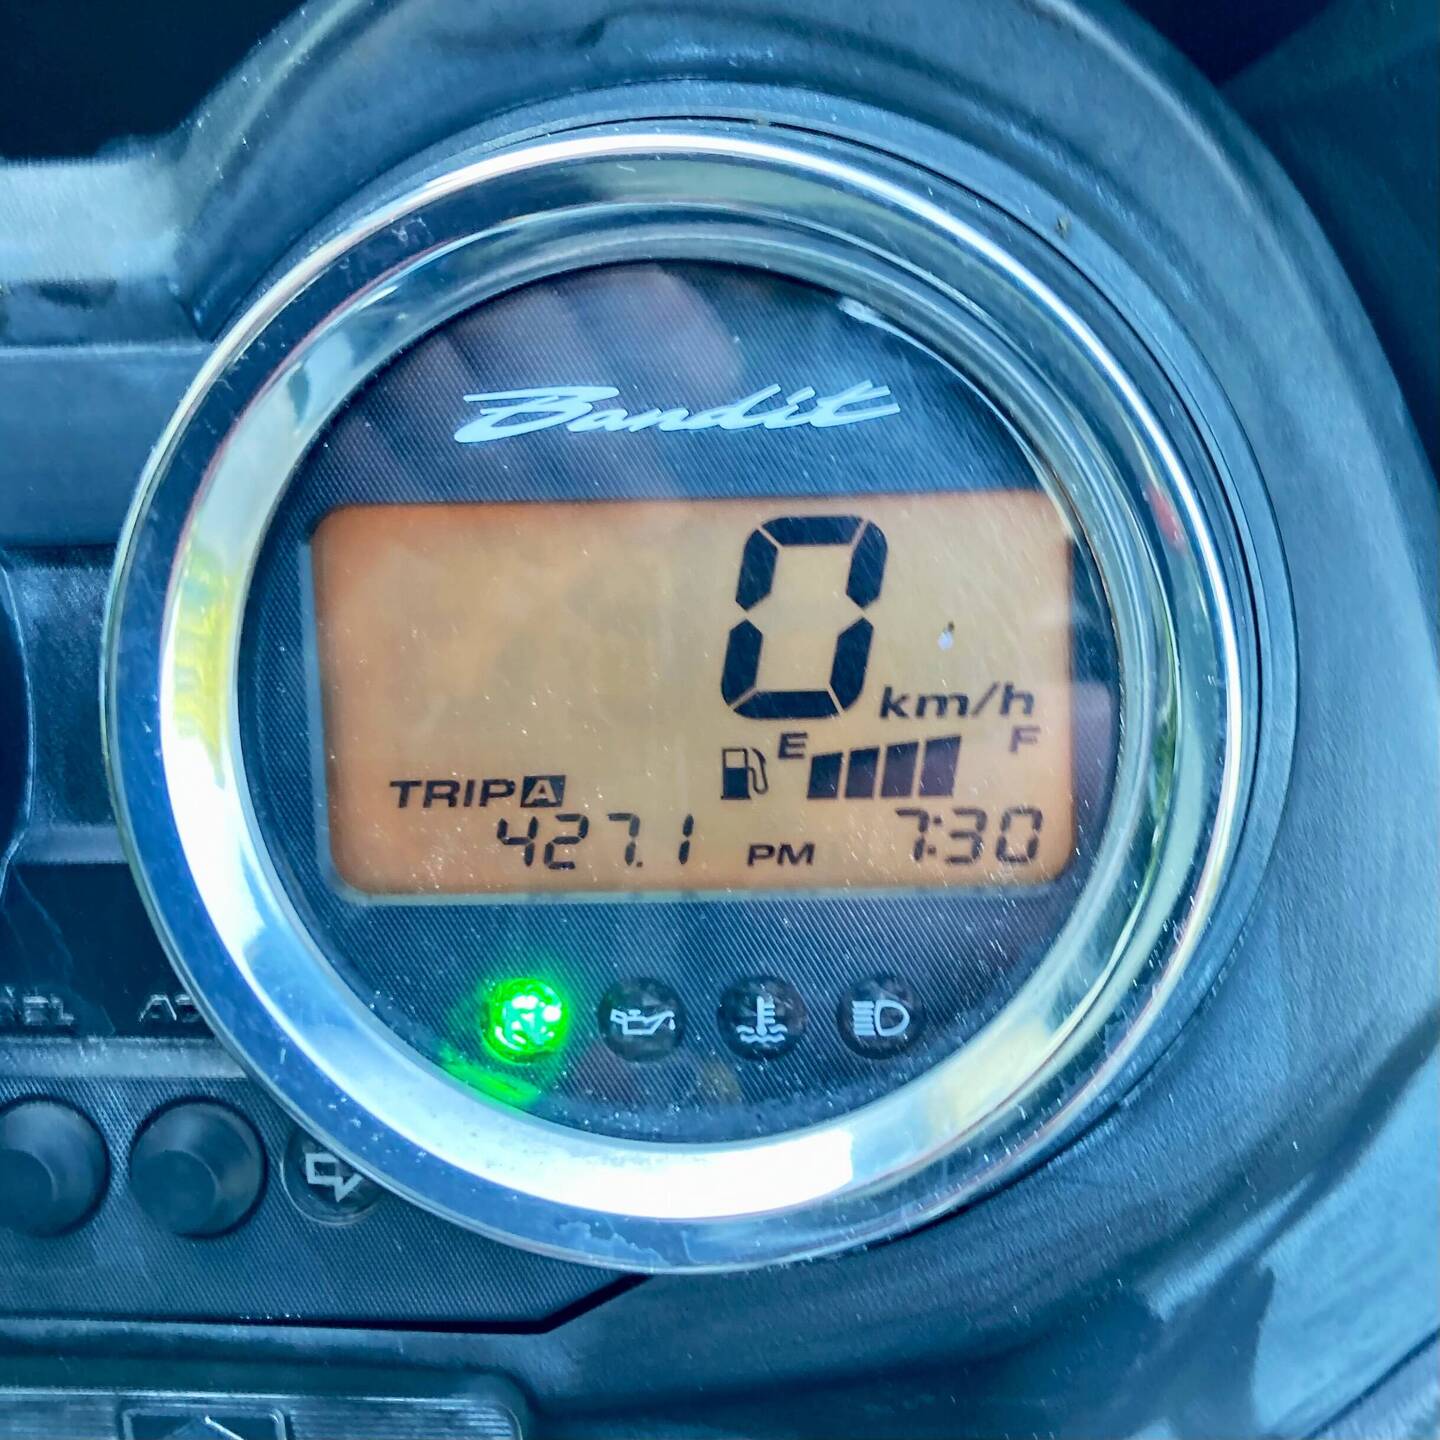 Bandit
0 km/h
E F
TRIP A
427.1 PM 7:30